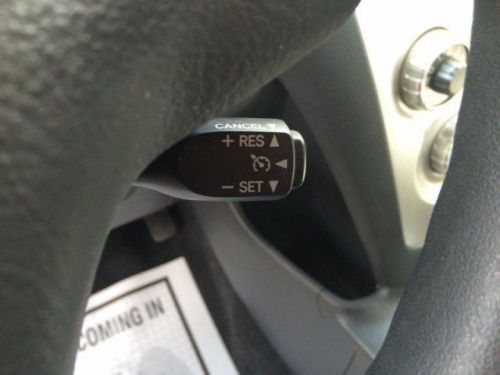 CANCEL
+ RES ▲
◀
− SET ▼
COMING IN